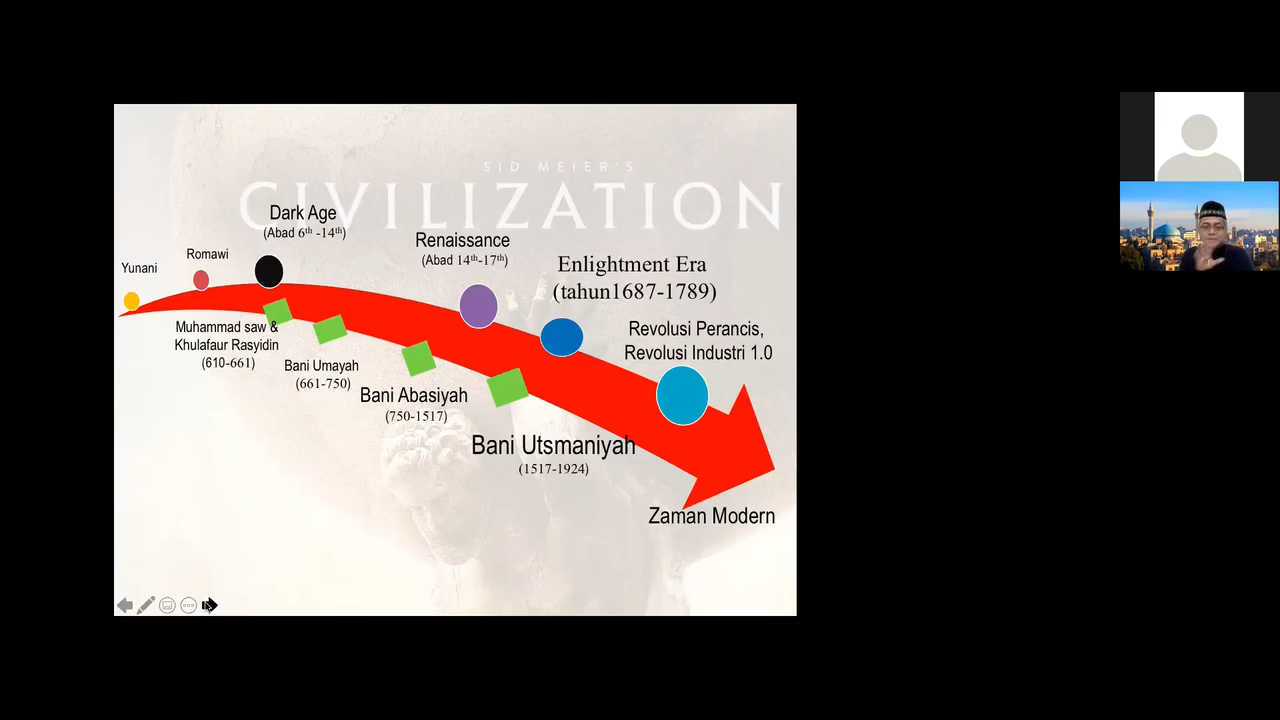 SID MEIER'S
CIVILIZATION
Dark Age
(Abad 6th -14th)
Renaissance
(Abad 14th-17th)
Romawi
Yunani
Enlightment Era
(tahun1687-1789)
Revolusi Perancis,
Revolusi Industri 1.0
Muhammad saw &
Khulafaur Rasyidin
(610-661)
Bani Umayah
(661-750)
Bani Abasiyah
(750-1517)
Bani Utsmaniyah
(1517-1924)
Zaman Modern